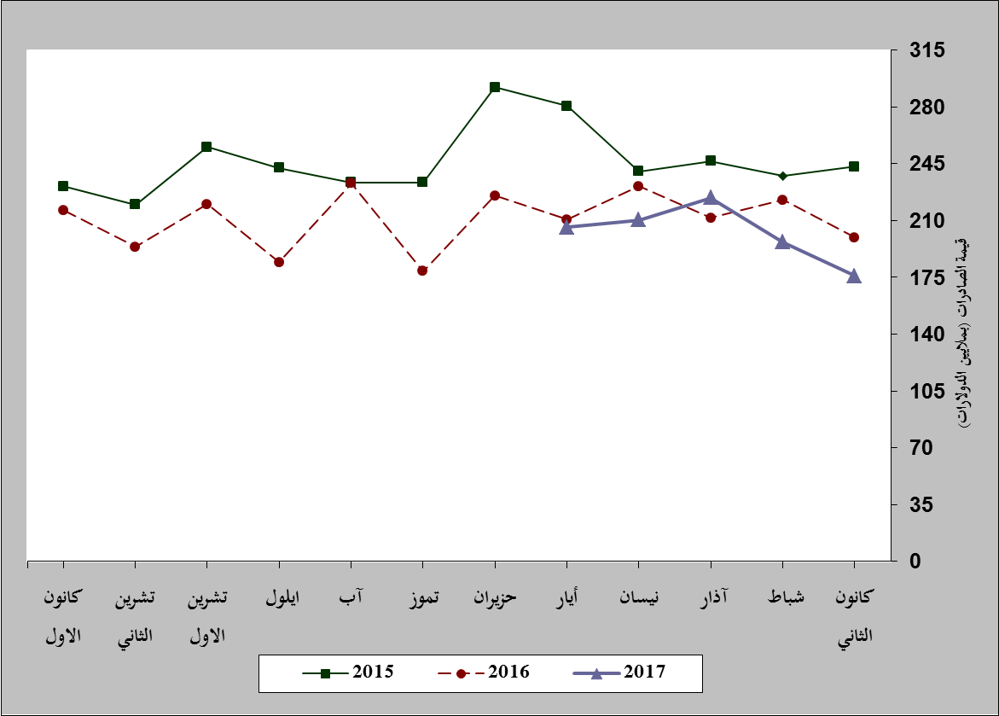 315
280
245
210
175
140
105
70
35
0
قيمة الصادرات (بملايين الدولارات)
كانون الثاني
شباط
آذار
نيسان
أيار
حزيران
تموز
آب
ايلول
تشرين الاول
تشرين الثاني
كانون الاول
2015
2016
2017